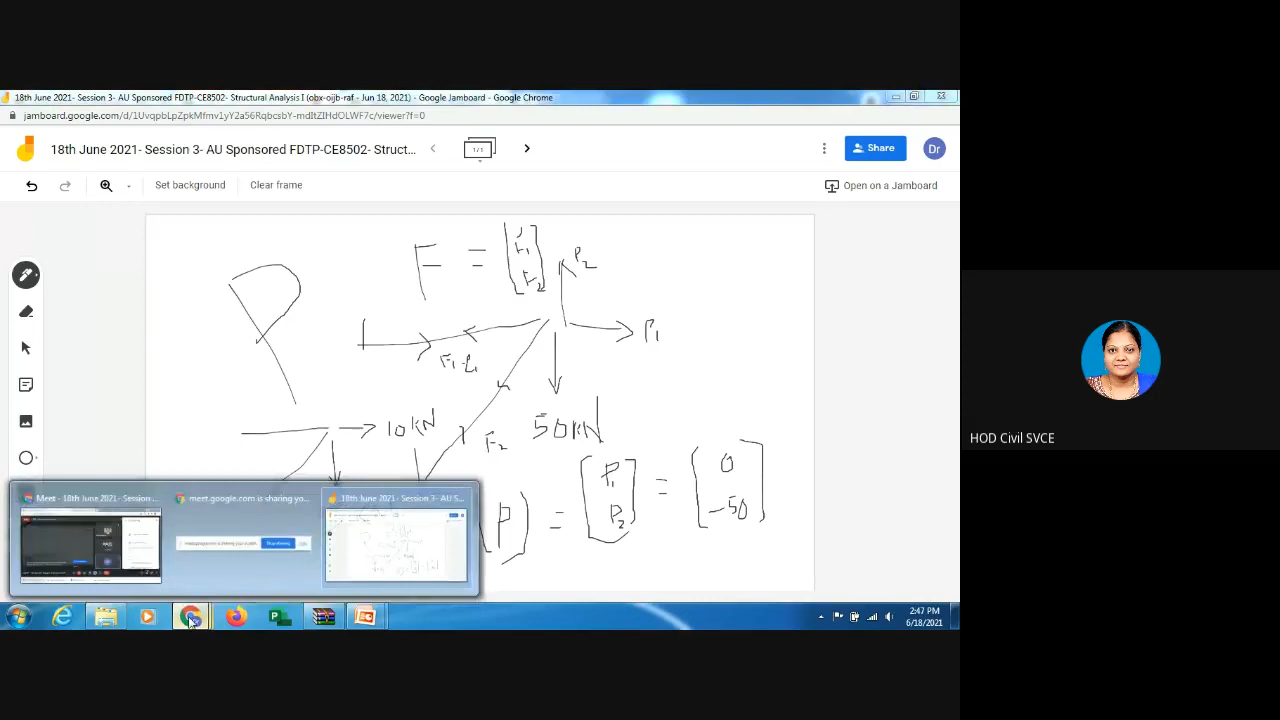 18th June 2021- Session 3- AU Sponsored FDTP-CE8502- Structural Analysis I (obx-oijb-raf - Jun 18, 2021) - Google Jamboard - Google Chrome
jamboard.google.com/d/1UvqpbLpZpkMfmv1yY2a56RqbcsbY-mdItZIHdOLWF7c/viewer?f=0
18th June 2021- Session 3- AU Sponsored FDTP-CE8502- Struct...
1/1
Share
Dr
Set background
Clear frame
Open on a Jamboard
F = [F1
F2]
P2
P1
F1
10 kN
F2
50 kN
[P] = [P1 = [0
P2] -50]
HOD Civil SVCE
Meet - 18th June 2021- Session ...
meet.google.com is sharing yo...
18th June 2021- Session 3- AU S...
2:47 PM
6/18/2021